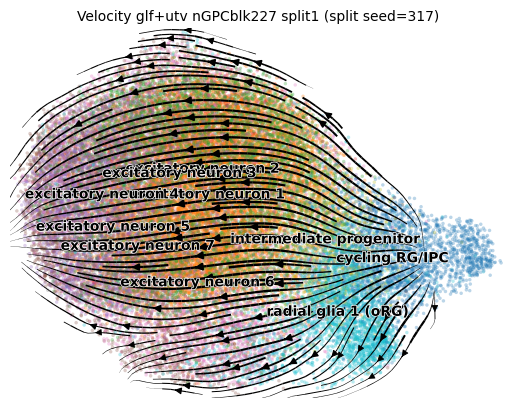 Velocity glf+utv nGPCblk227 split1 (split seed=317)
excitatory neuron 2
excitatory neuron 3
excitatory neuron 4
excitatory neuron 1
excitatory neuron 5
intermediate progenitor
excitatory neuron 7
cycling RG/IPC
excitatory neuron 6
radial glia 1 (oRG)